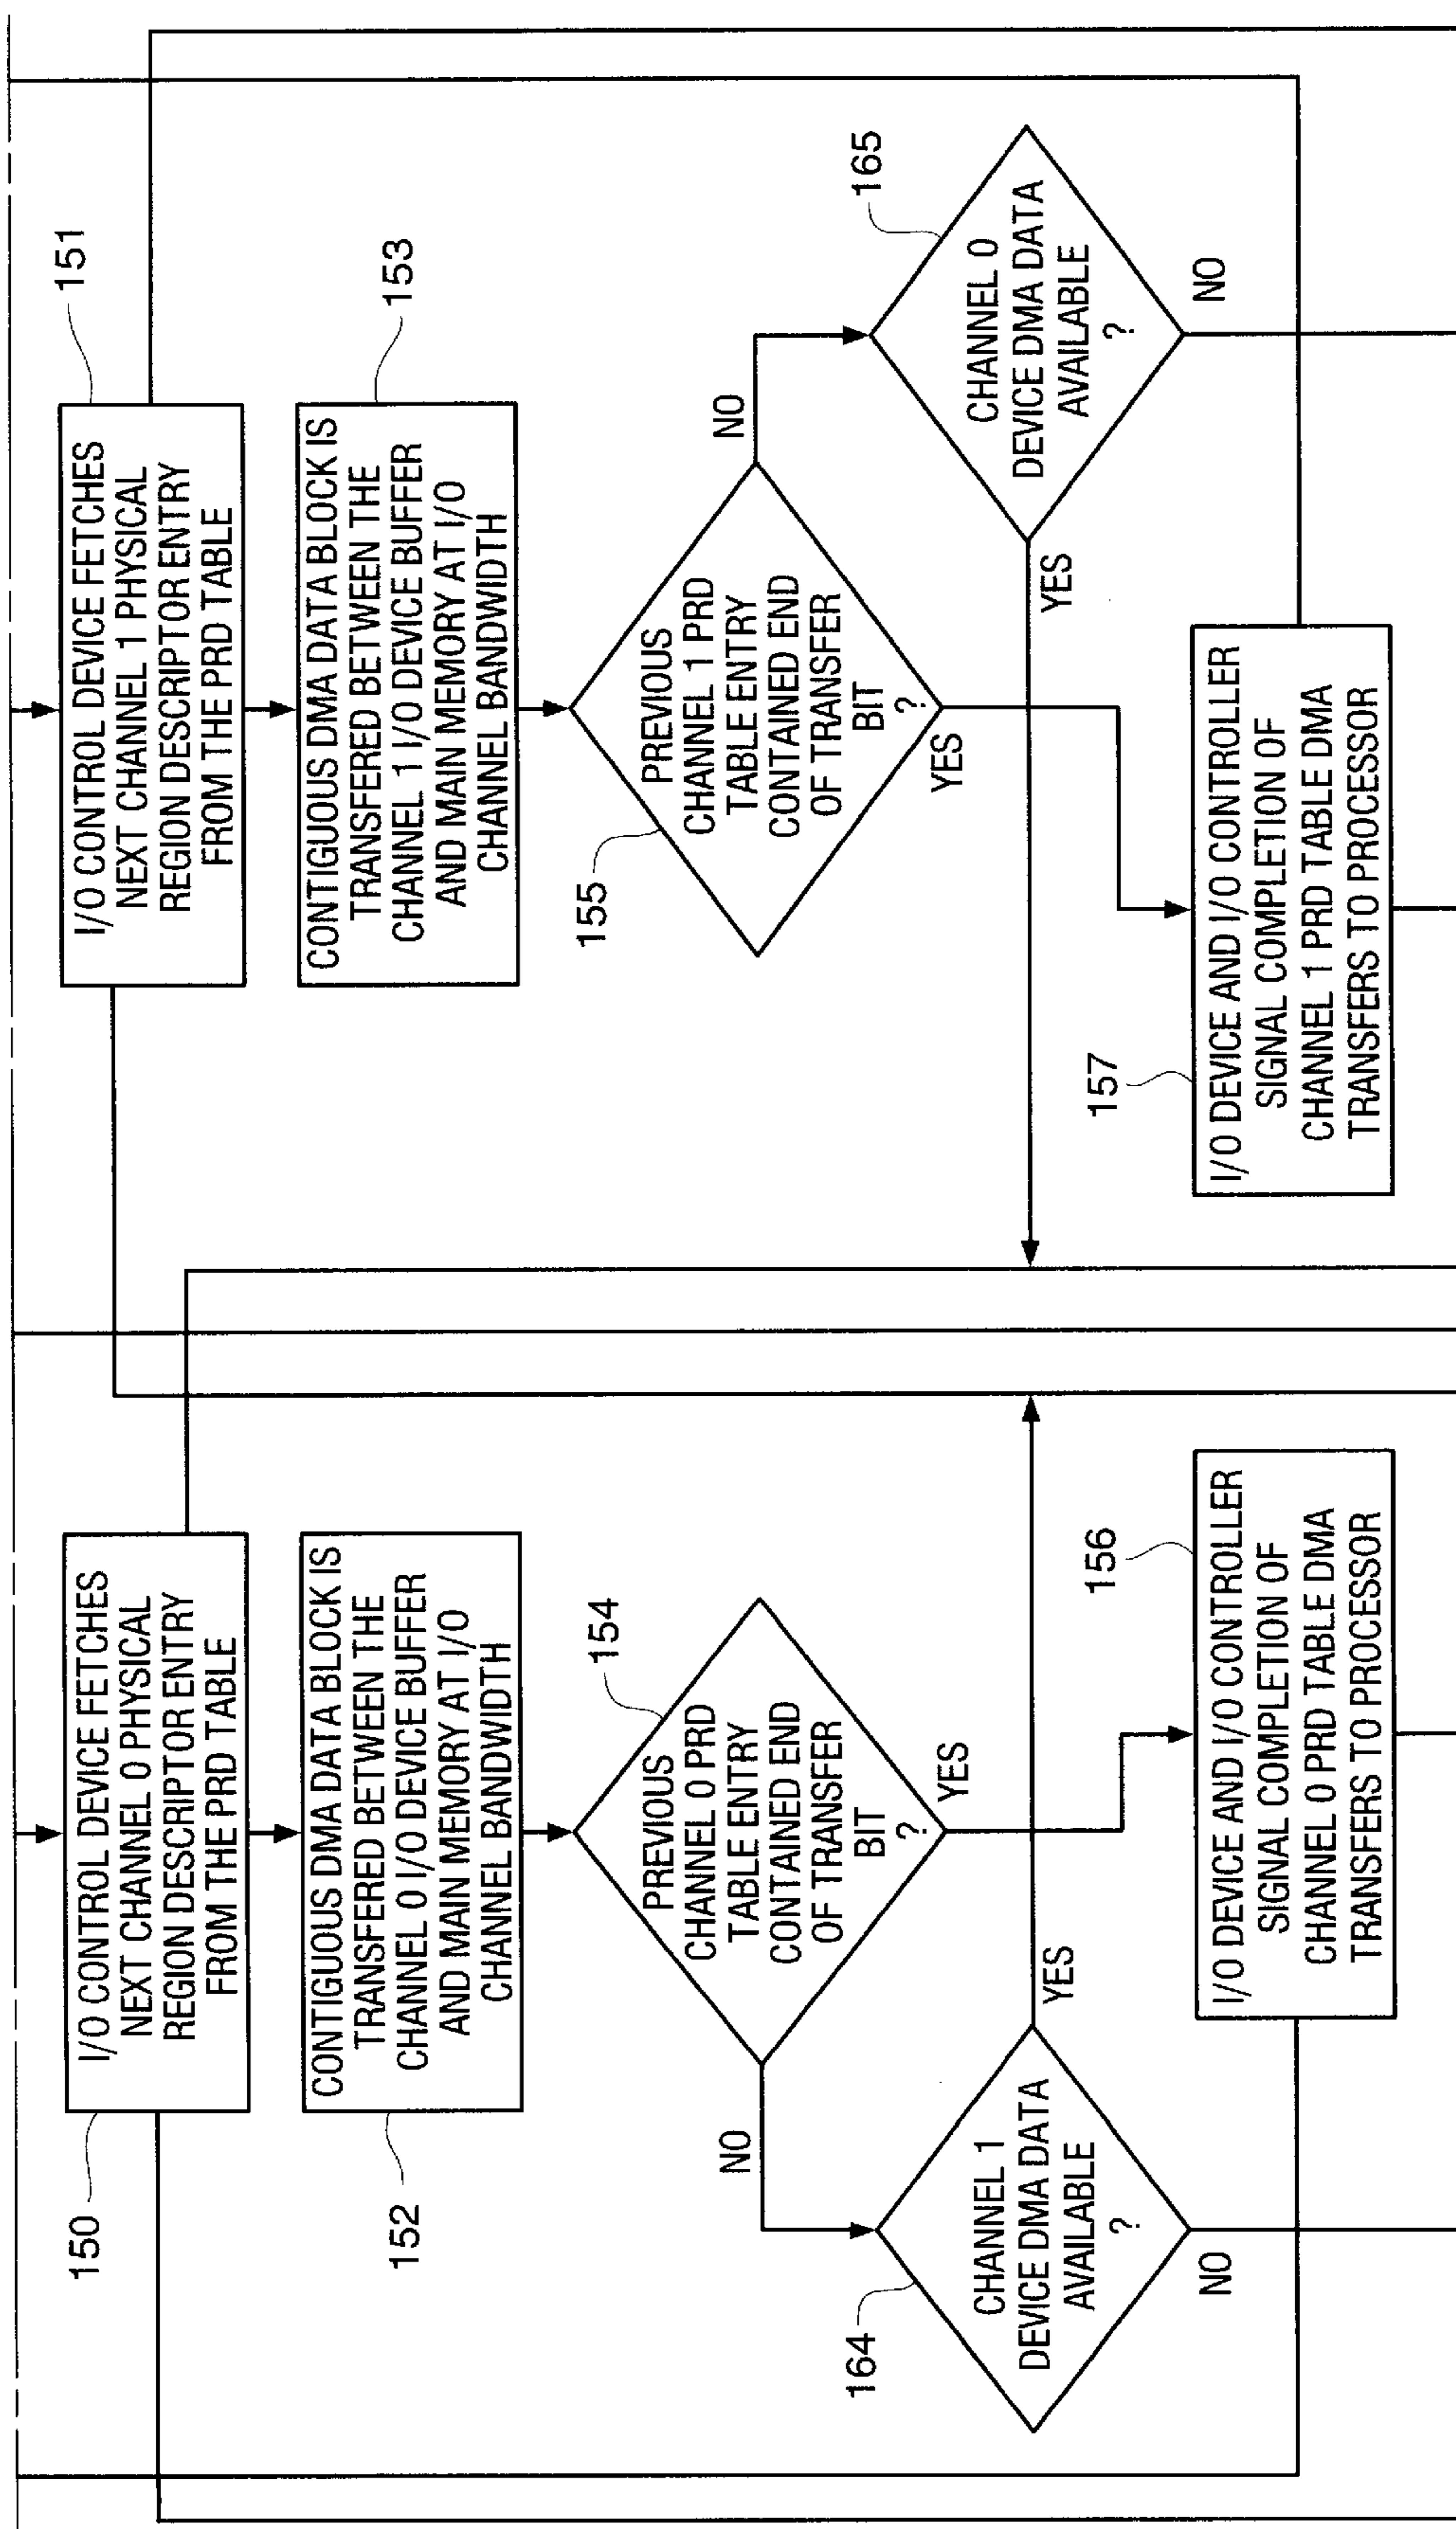 150
I/O CONTROL DEVICE FETCHES
NEXT CHANNEL 0 PHYSICAL
REGION DESCRIPTOR ENTRY
FROM THE PRD TABLE
152
CONTIGUOUS DMA DATA BLOCK IS
TRANSFERED BETWEEN THE
CHANNEL 0 I/O DEVICE BUFFER
AND MAIN MEMORY AT I/O
CHANNEL BANDWIDTH
154
PREVIOUS
CHANNEL 0 PRD
TABLE ENTRY
CONTAINED END
OF TRANSFER
BIT
?
NO
YES
164
CHANNEL 1
DEVICE DMA DATA
AVAILABLE
?
YES
NO
156
I/O DEVICE AND I/O CONTROLLER
SIGNAL COMPLETION OF
CHANNEL 0 PRD TABLE DMA
TRANSFERS TO PROCESSOR
151
I/O CONTROL DEVICE FETCHES
NEXT CHANNEL 1 PHYSICAL
REGION DESCRIPTOR ENTRY
FROM THE PRD TABLE
153
CONTIGUOUS DMA DATA BLOCK IS
TRANSFERED BETWEEN THE
CHANNEL 1 I/O DEVICE BUFFER
AND MAIN MEMORY AT I/O
CHANNEL BANDWIDTH
155
PREVIOUS
CHANNEL 1 PRD
TABLE ENTRY
CONTAINED END
OF TRANSFER
BIT
?
NO
YES
165
CHANNEL 0
DEVICE DMA DATA
AVAILABLE
?
YES
NO
157
I/O DEVICE AND I/O CONTROLLER
SIGNAL COMPLETION OF
CHANNEL 1 PRD TABLE DMA
TRANSFERS TO PROCESSOR